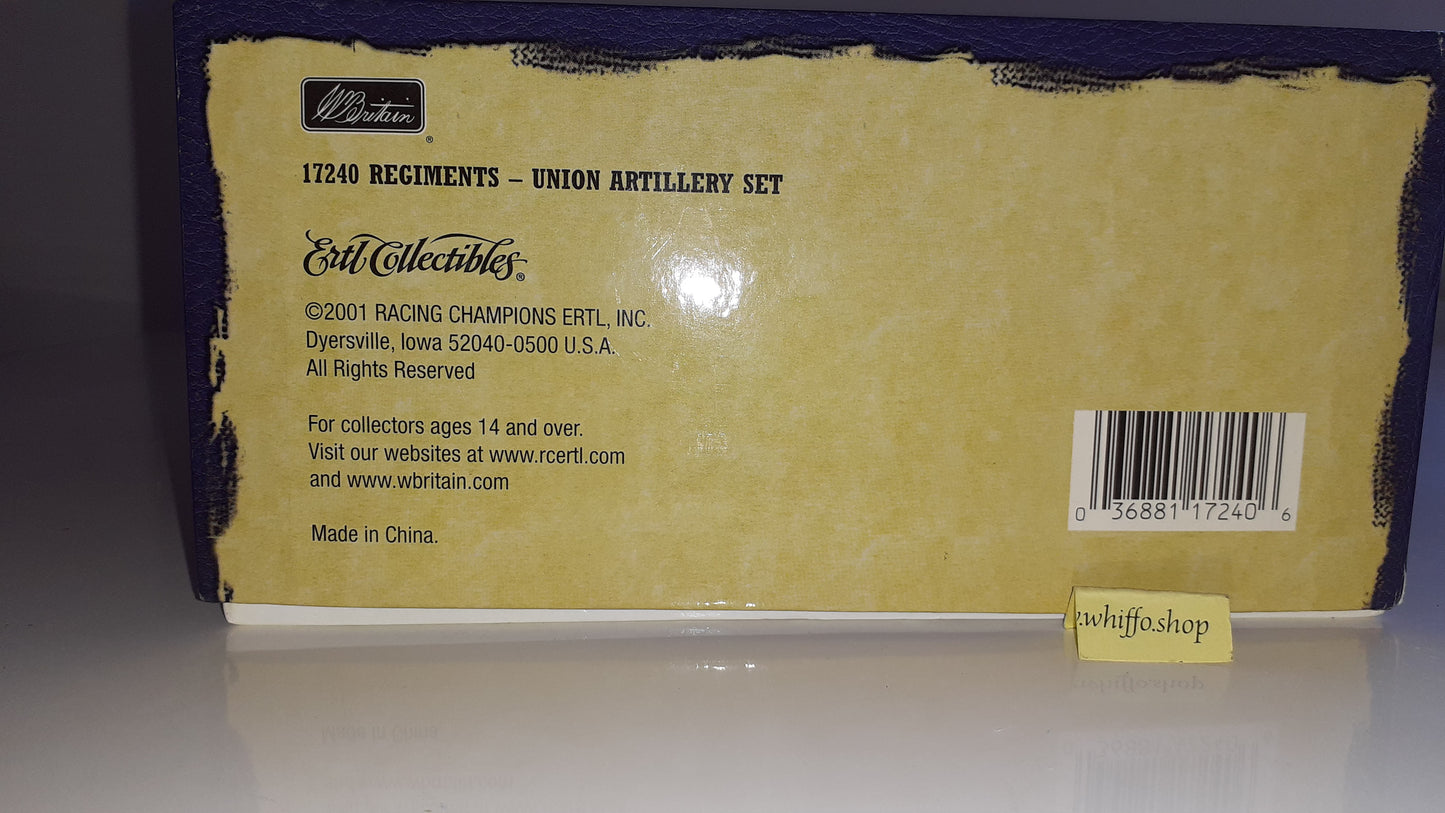 WBritain
®
17240 REGIMENTS – UNION ARTILLERY SET
Ertl Collectibles®
©2001 RACING CHAMPIONS ERTL, INC.
Dyersville, Iowa 52040-0500 U.S.A.
All Rights Reserved
For collectors ages 14 and over.
Visit our websites at www.rcertl.com
and www.wbritain.com
Made in China.
0 36881 17240 6
.whiffo.shop